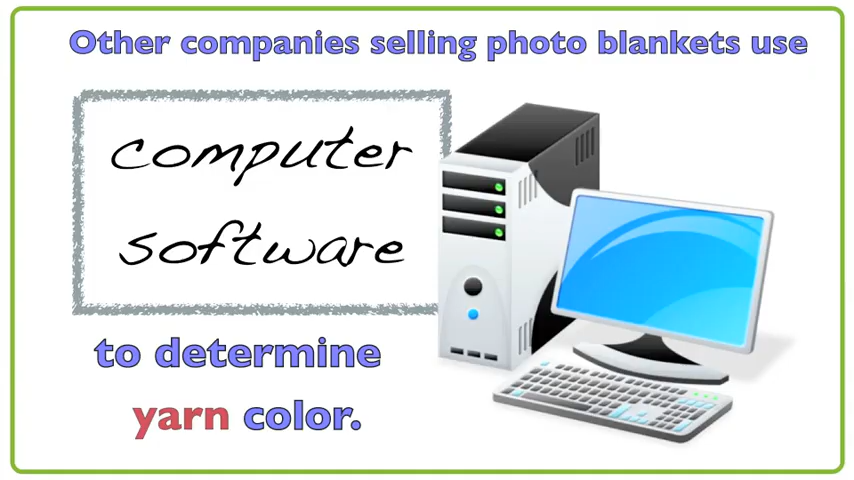 Other companies selling photo blankets use
computer
software
to determine
yarn color.